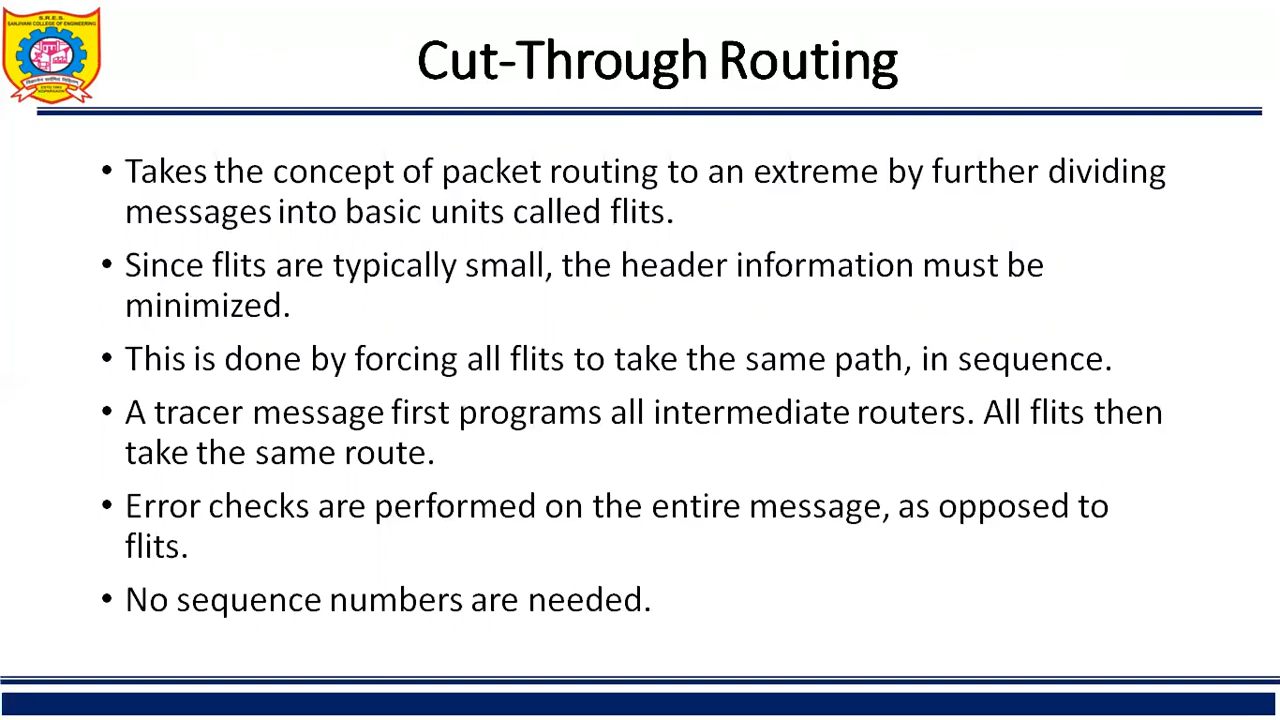 S.R.E.S.
SANJIVANI COLLEGE OF ENGINEERING
Cut-Through Routing
• Takes the concept of packet routing to an extreme by further dividing
messages into basic units called flits.
• Since flits are typically small, the header information must be
minimized.
• This is done by forcing all flits to take the same path, in sequence.
• A tracer message first programs all intermediate routers. All flits then
take the same route.
• Error checks are performed on the entire message, as opposed to
flits.
• No sequence numbers are needed.